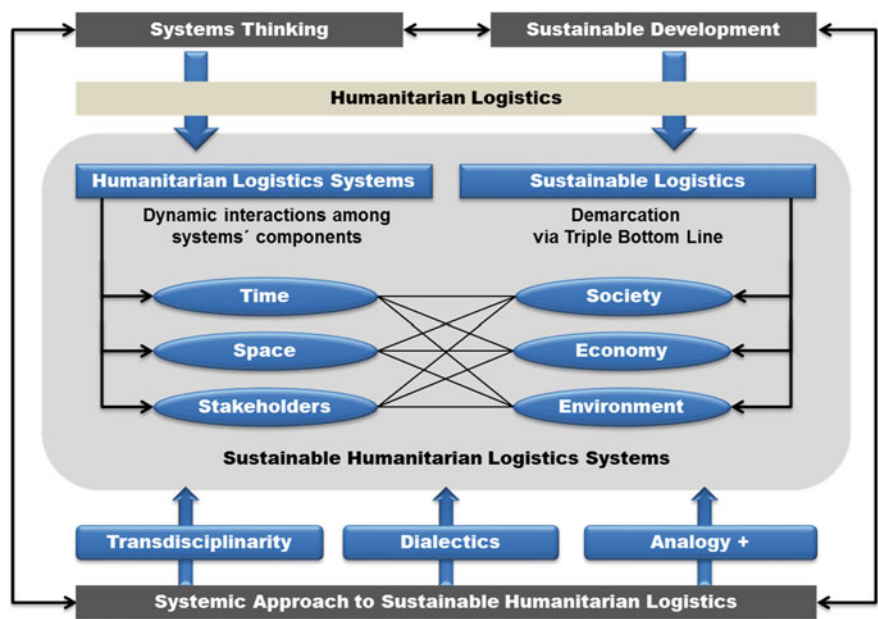 Systems Thinking
Sustainable Development
Humanitarian Logistics
Humanitarian Logistics Systems
Sustainable Logistics
Dynamic interactions among
systems´ components
Demarcation
via Triple Bottom Line
Time
Society
Space
Economy
Stakeholders
Environment
Sustainable Humanitarian Logistics Systems
Transdisciplinarity
Dialectics
Analogy +
Systemic Approach to Sustainable Humanitarian Logistics